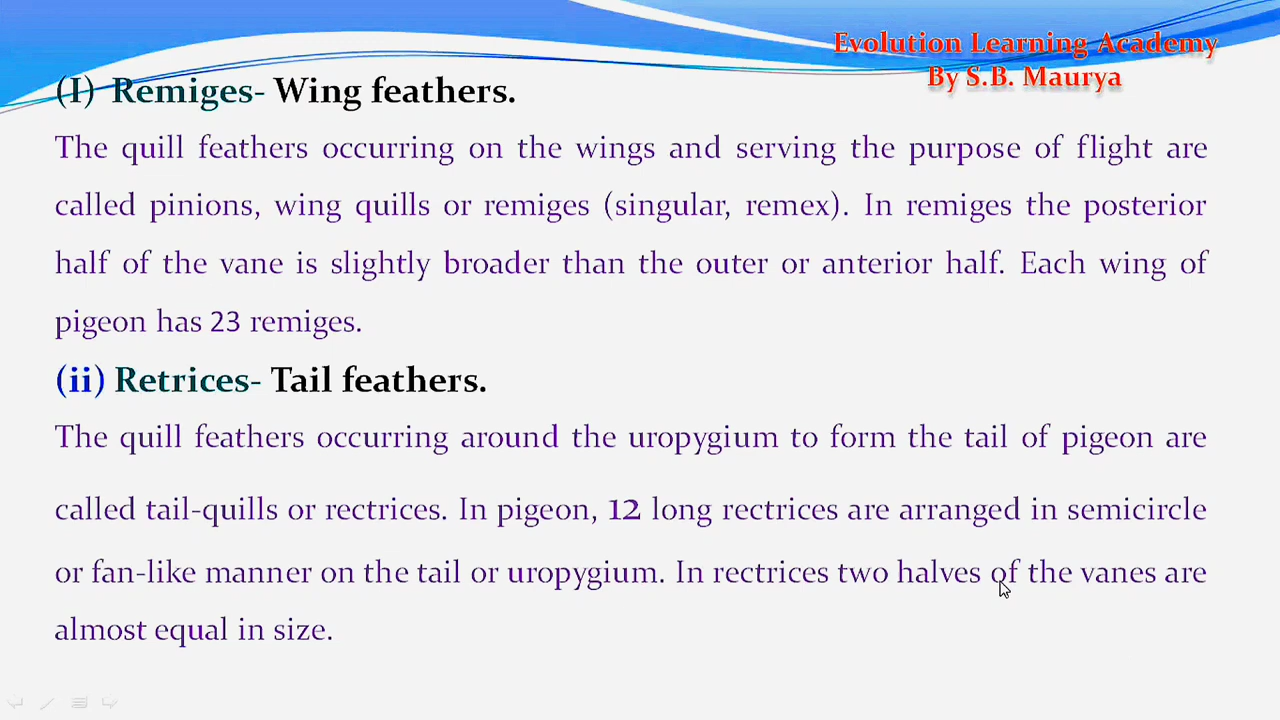 Evolution Learning Academy
By S.B. Maurya
(I) Remiges- Wing feathers.
The quill feathers occurring on the wings and serving the purpose of flight are
called pinions, wing quills or remiges (singular, remex). In remiges the posterior
half of the vane is slightly broader than the outer or anterior half. Each wing of
pigeon has 23 remiges.
(ii) Retrices- Tail feathers.
The quill feathers occurring around the uropygium to form the tail of pigeon are
called tail-quills or rectrices. In pigeon, 12 long rectrices are arranged in semicircle
or fan-like manner on the tail or uropygium. In rectrices two halves of the vanes are
almost equal in size.